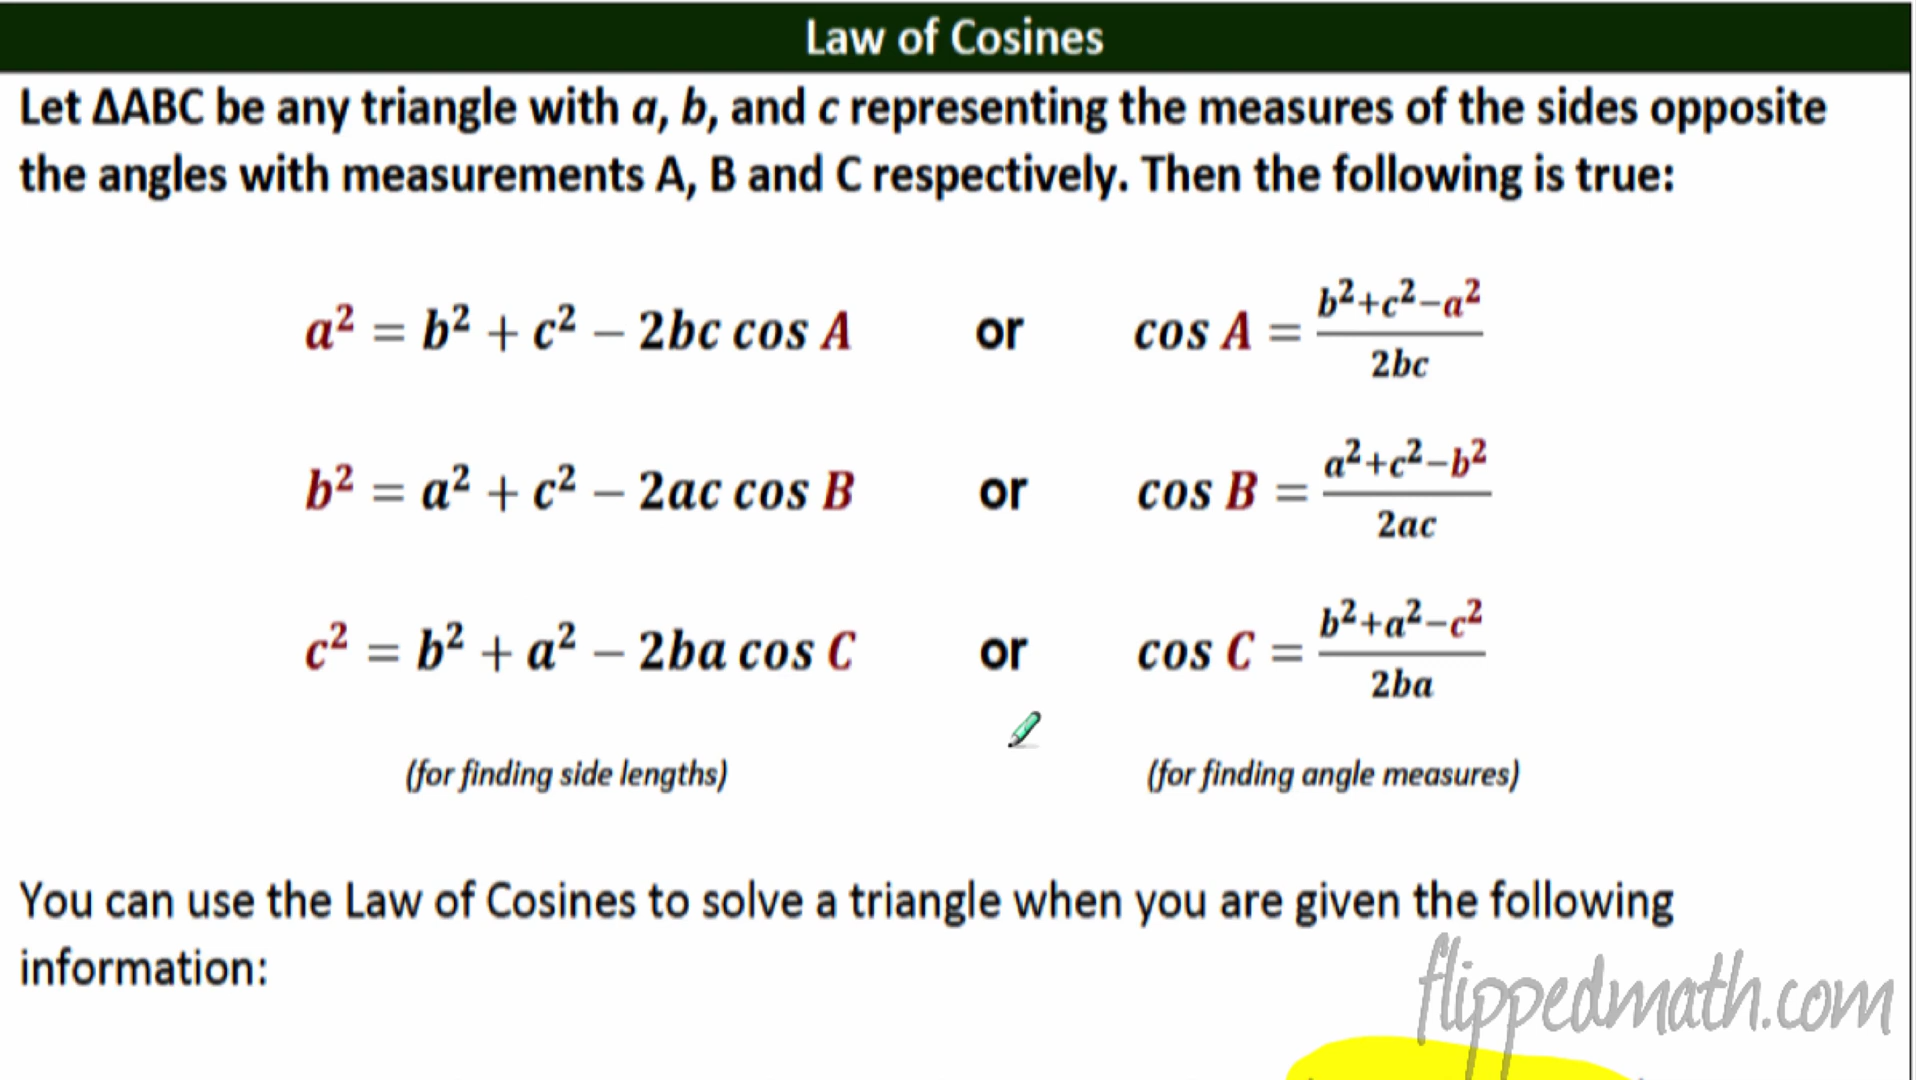 Law of Cosines
Let ΔABC be any triangle with a, b, and c representing the measures of the sides opposite
the angles with measurements A, B and C respectively. Then the following is true:
a² = b² + c² – 2bc cos A or cos A = (b²+c²–a²)/(2bc)
b² = a² + c² – 2ac cos B or cos B = (a²+c²–b²)/(2ac)
c² = b² + a² – 2ba cos C or cos C = (b²+a²–c²)/(2ba)
(for finding side lengths) (for finding angle measures)
You can use the Law of Cosines to solve a triangle when you are given the following
information:
flippedmath.com